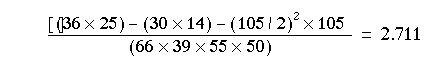 [(|36 × 25) − (30 × 14) − (105 / 2)² × 105
(66 × 39 × 55 × 50)
= 2.711